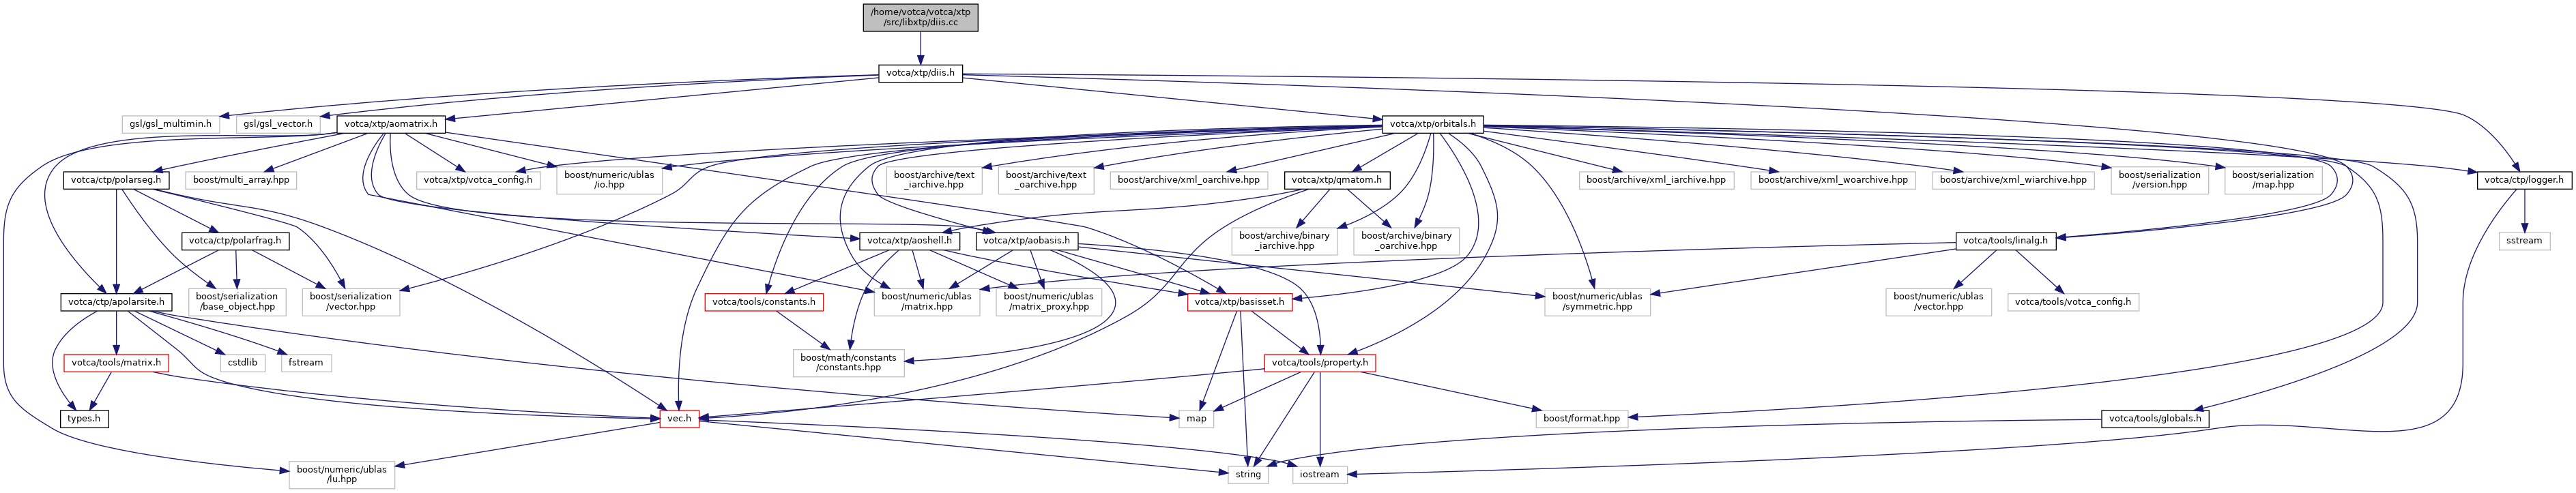 /home/votca/votca/xtp
/src/libxtp/diis.cc
votca/xtp/diis.h
gsl/gsl_multimin.h
gsl/gsl_vector.h
votca/xtp/aomatrix.h
votca/xtp/orbitals.h
votca/ctp/polarseg.h
boost/multi_array.hpp
votca/xtp/votca_config.h
boost/numeric/ublas
/io.hpp
boost/archive/text
_iarchive.hpp
boost/archive/text
_oarchive.hpp
boost/archive/xml_oarchive.hpp
votca/xtp/qmatom.h
boost/archive/xml_iarchive.hpp
boost/archive/xml_woarchive.hpp
boost/archive/xml_wiarchive.hpp
boost/serialization
/version.hpp
boost/serialization
/map.hpp
votca/ctp/logger.h
votca/ctp/polarfrag.h
votca/xtp/aoshell.h
votca/xtp/aobasis.h
boost/archive/binary
_iarchive.hpp
boost/archive/binary
_oarchive.hpp
votca/tools/linalg.h
sstream
votca/ctp/apolarsite.h
boost/serialization
/base_object.hpp
boost/serialization
/vector.hpp
votca/tools/constants.h
boost/numeric/ublas
/matrix.hpp
boost/numeric/ublas
/matrix_proxy.hpp
votca/xtp/basisset.h
boost/numeric/ublas
/symmetric.hpp
boost/numeric/ublas
/vector.hpp
votca/tools/votca_config.h
votca/tools/matrix.h
cstdlib
fstream
boost/math/constants
/constants.hpp
votca/tools/property.h
types.h
vec.h
map
boost/format.hpp
votca/tools/globals.h
boost/numeric/ublas
/lu.hpp
string
iostream